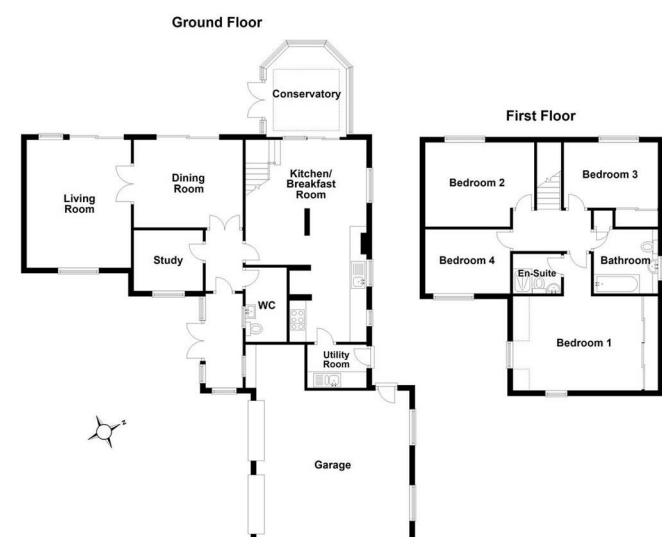 Ground Floor
Conservatory
Kitchen/
Breakfast
Room
Dining
Room
Living
Room
Study
WC
Utility
Room
Garage
N
First Floor
Bedroom 2
Bedroom 3
Bedroom 4
En-Suite
Bathroom
Bedroom 1